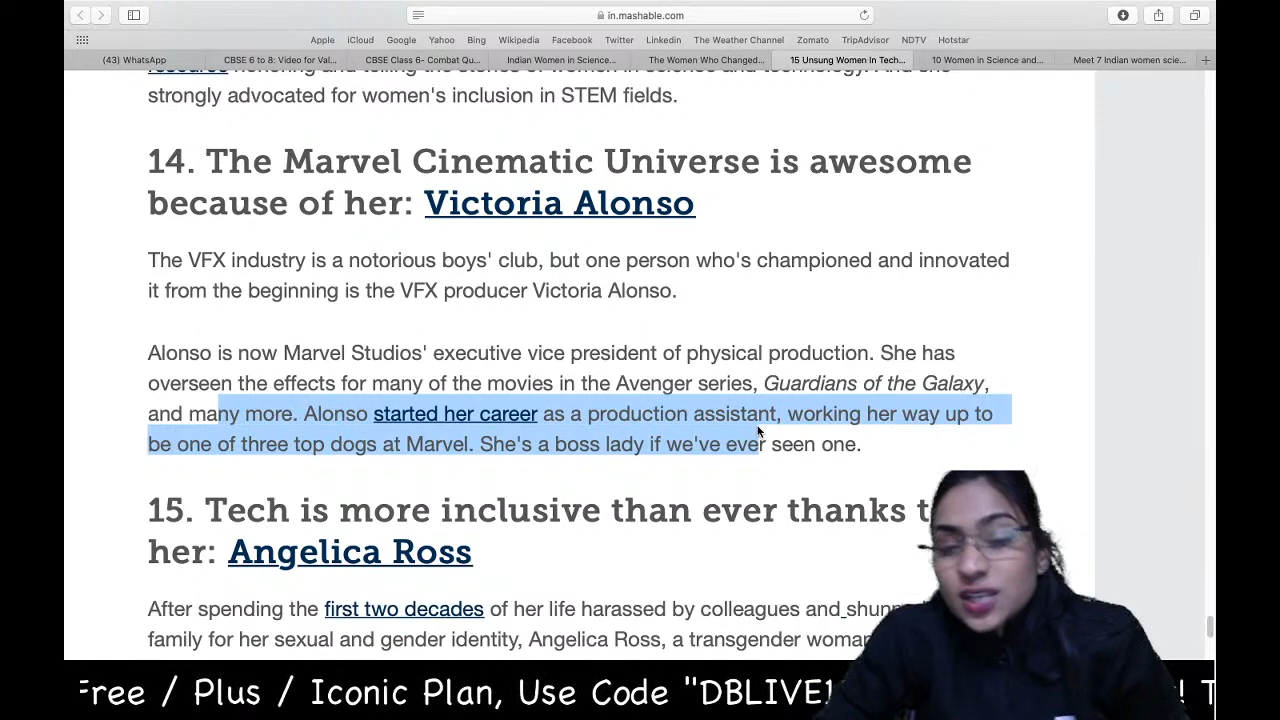 in.mashable.com
Apple iCloud Google Yahoo Bing Wikipedia Facebook Twitter LinkedIn The Weather Channel Zomato TripAdvisor NDTV Hotstar
(43) WhatsApp CBSE 6 to 8: Video for Val... CBSE Class 6- Combat Qu... Indian Women in Science... The Women Who Changed... 15 Unsung Women In Tech... 10 Women in Science and... Meet 7 Indian women scie...
strongly advocated for women's inclusion in STEM fields.
14. The Marvel Cinematic Universe is awesome
because of her: Victoria Alonso
The VFX industry is a notorious boys' club, but one person who's championed and innovated
it from the beginning is the VFX producer Victoria Alonso.
Alonso is now Marvel Studios' executive vice president of physical production. She has
overseen the effects for many of the movies in the Avenger series, Guardians of the Galaxy,
and many more. Alonso started her career as a production assistant, working her way up to
be one of three top dogs at Marvel. She's a boss lady if we've ever seen one.
15. Tech is more inclusive than ever thanks
her: Angelica Ross
After spending the first two decades of her life harassed by colleagues and
family for her sexual and gender identity, Angelica Ross, a transgender woman
Free / Plus / Iconic Plan, Use Code "DBLIVE